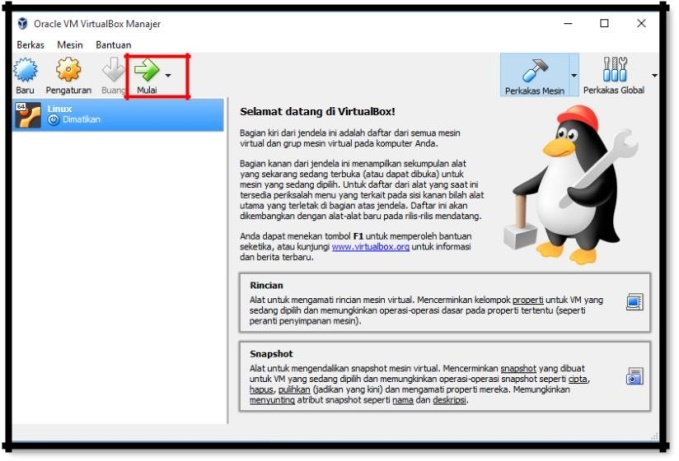 Oracle VM VirtualBox Manajer
Berkas Mesin Bantuan
Baru Pengaturan Buang Mulai Perkakas Mesin Perkakas Global
64 Linux
Dimatikan
Selamat datang di VirtualBox!
Bagian kiri dari jendela ini adalah daftar dari semua mesin
virtual dan grup mesin virtual pada komputer Anda.
Bagian kanan dari jendela ini menampilkan sekumpulan alat
yang sekarang sedang terbuka (atau dapat dibuka) untuk
mesin yang sedang dipilih. Untuk daftar dari alat yang saat ini
tersedia periksalah menu yang terkait pada sisi kanan bilah alat
utama yang terletak di bagian atas jendela. Daftar ini akan
dikembangkan dengan alat-alat baru pada rilis-rilis mendatang.
Anda dapat menekan tombol F1 untuk memperoleh bantuan
seketika, atau kunjungi www.virtualbox.org untuk informasi
dan berita terbaru.
Rincian
Alat untuk mengamati rincian mesin virtual. Mencerminkan kelompok properti untuk VM yang
sedang dipilih dan memungkinkan operasi-operasi dasar pada properti tertentu (seperti
peranti penyimpanan mesin).
Snapshot
Alat untuk mengendalikan snapshot mesin virtual. Mencerminkan snapshot yang dibuat
untuk VM yang sedang dipilih dan memungkinkan operasi-operasi snapshot seperti cipta,
hapus, pulihkan (jadikan yang kini) dan mengamati properti mereka. Memungkinkan
menyunting atribut snapshot seperti nama dan deskripsi.